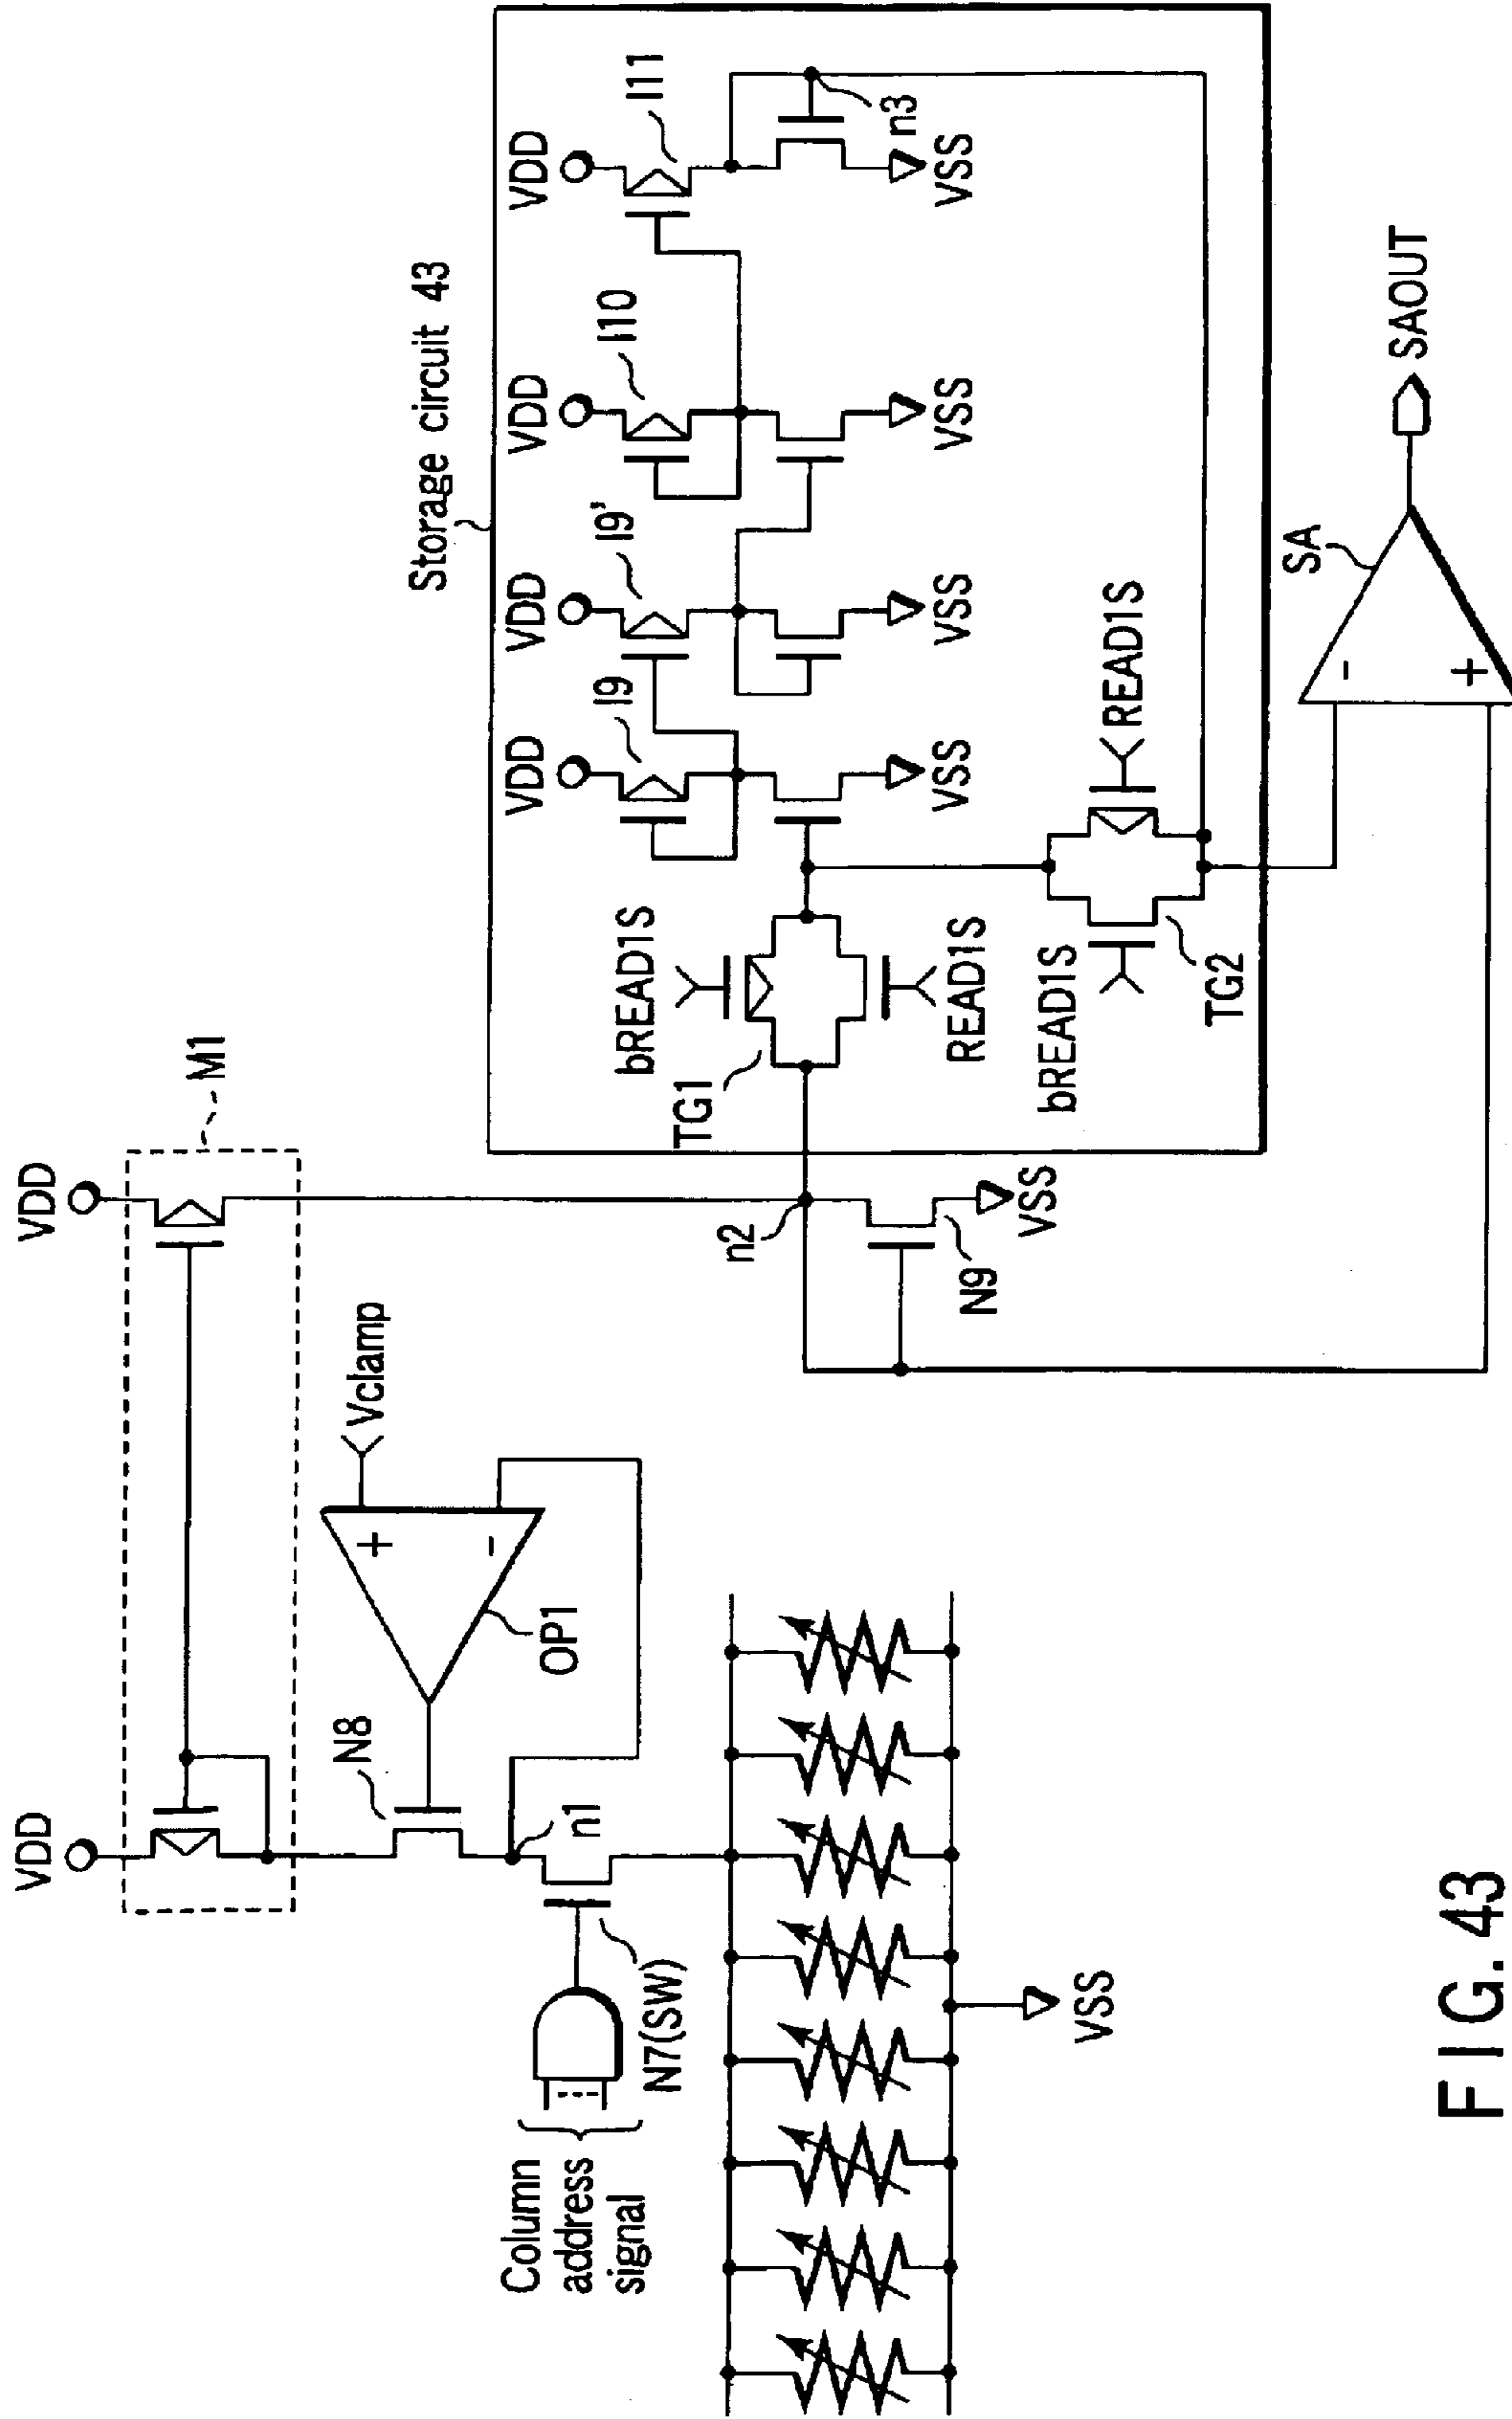 VDD
VDD
M1
N8
Vclamp
+
-
OP1
n1
N7(SW)
Column
address
signal
VSS
n2
N9
VSS
Storage circuit 43
VDD
VDD
VDD
VDD
I9
I9'
I10
I11
n3
VSS
VSS
VSS
VSS
bREAD1S
TG1
READ1S
bREAD1S
TG2
READ1S
SA
-
+
SAOUT
FIG. 43